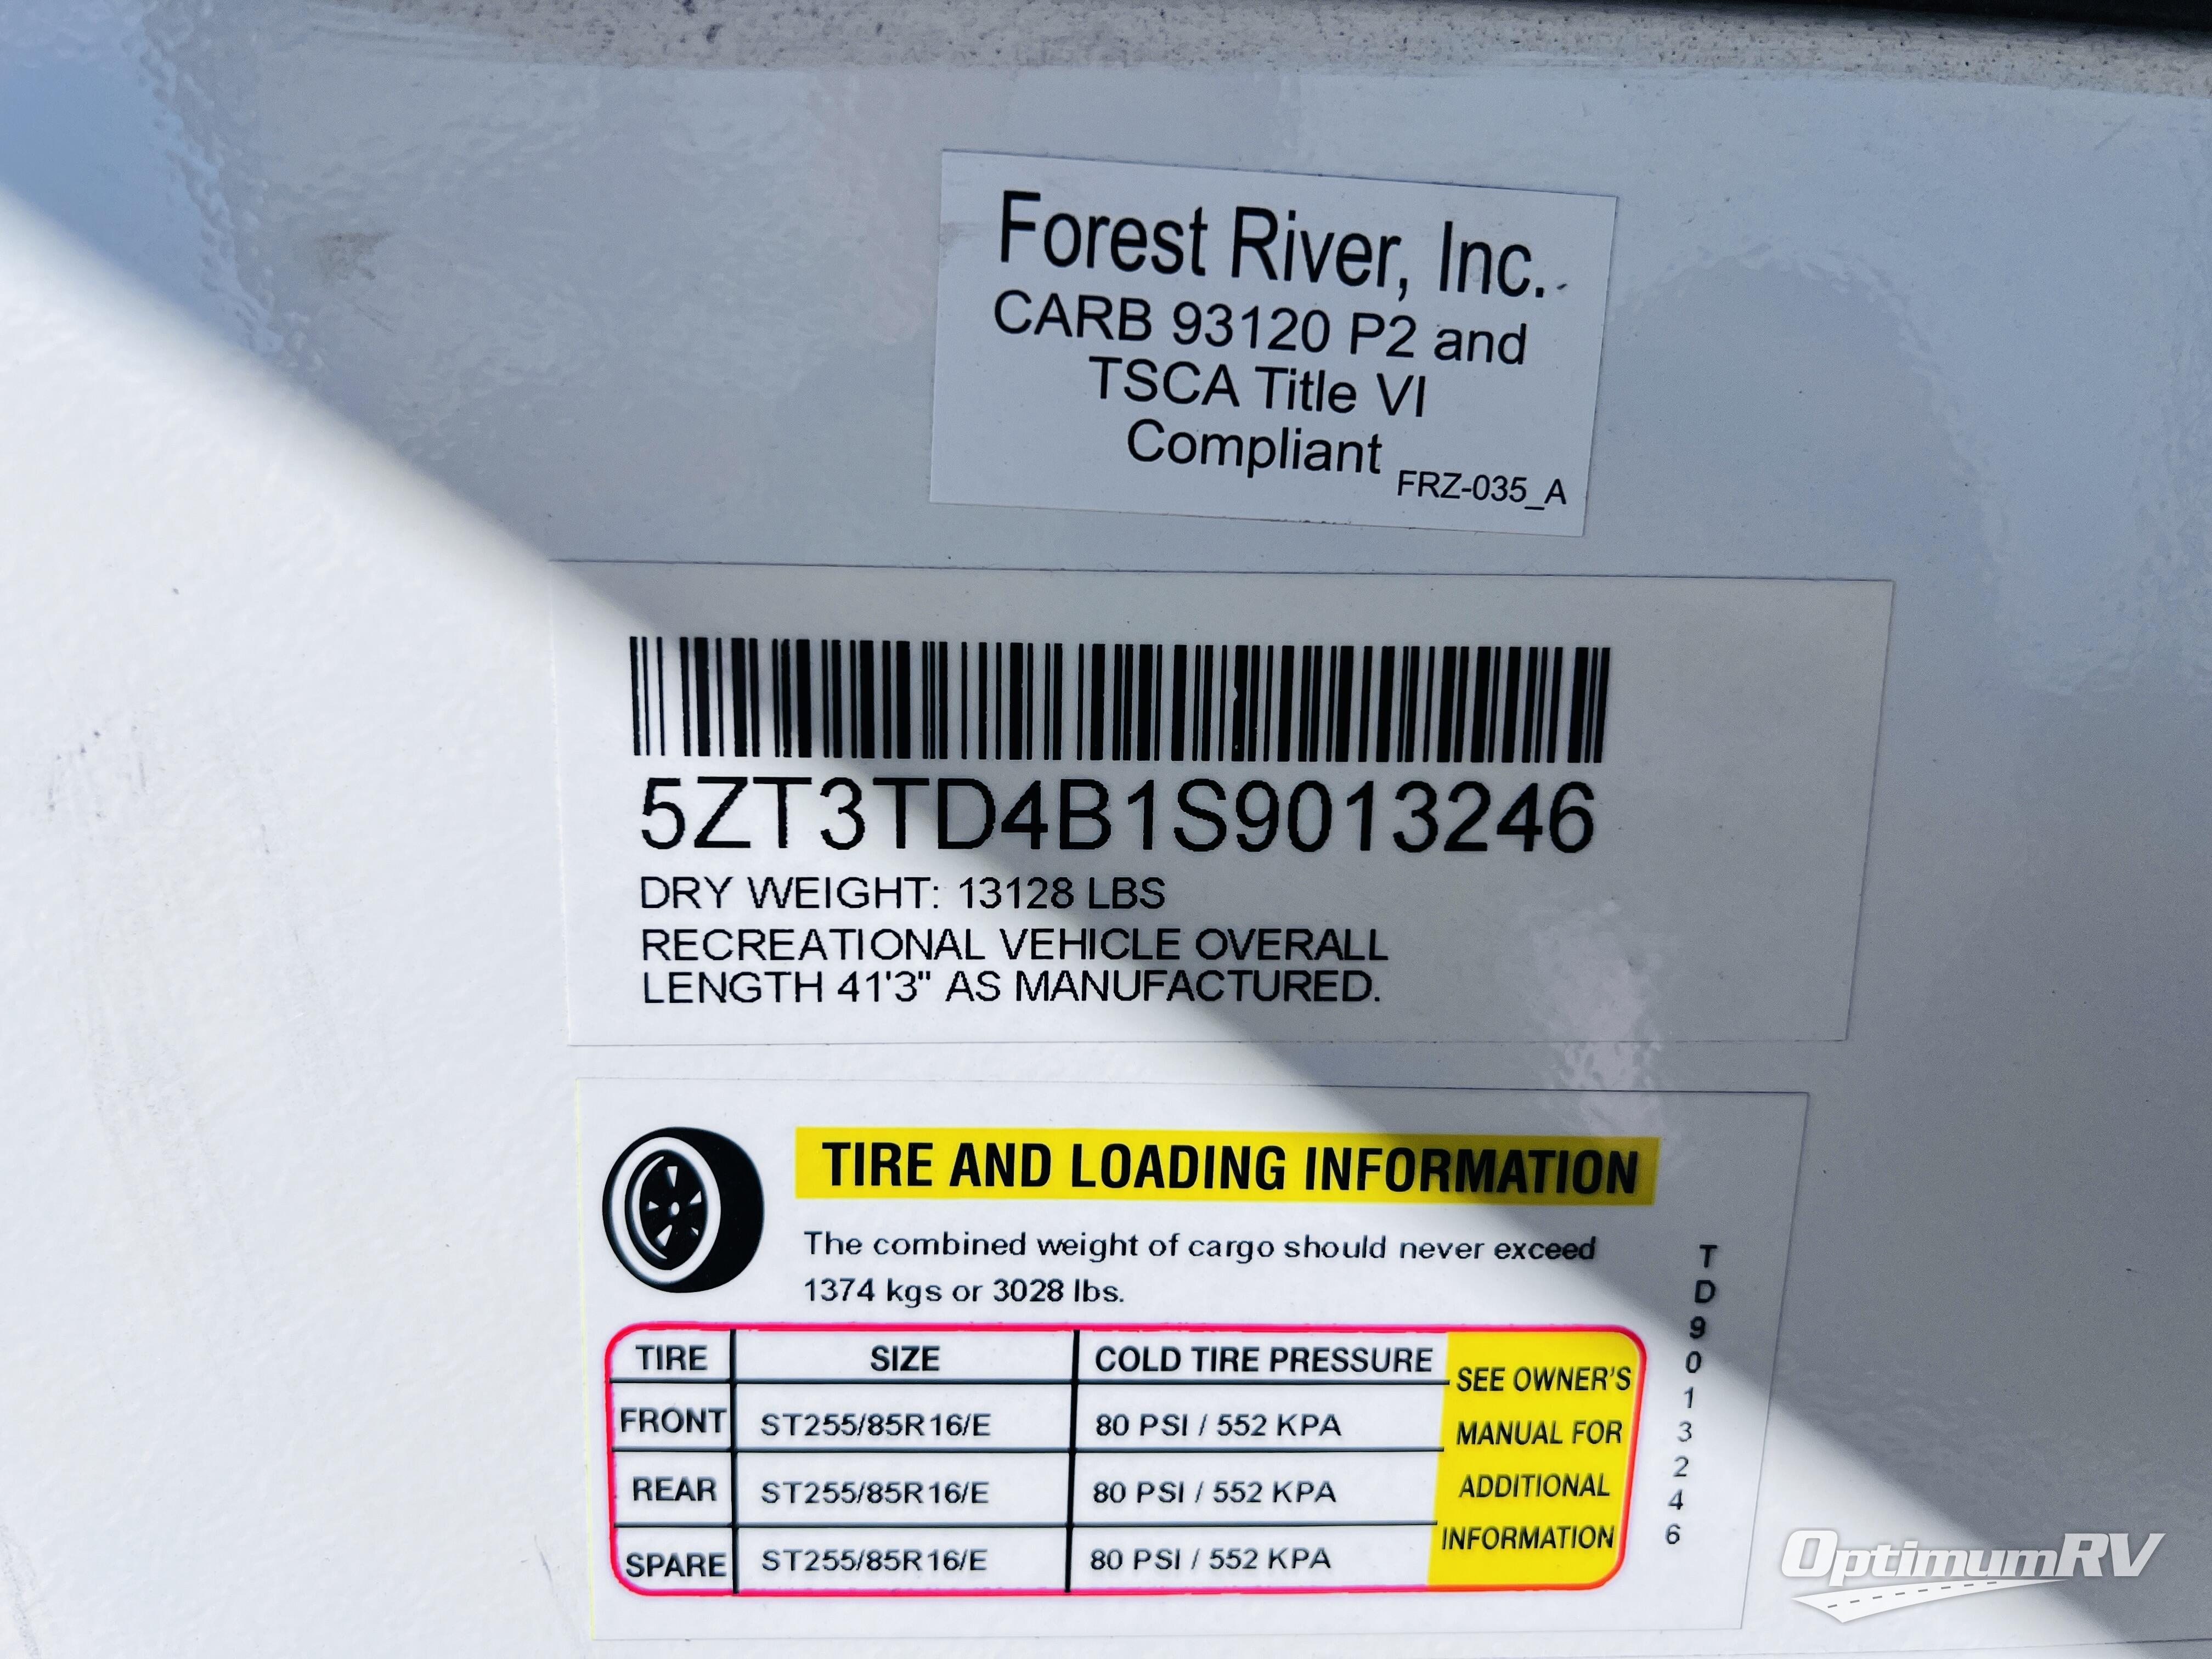 Forest River, Inc.
CARB 93120 P2 and
TSCA Title VI
Compliant FRZ-035_A
5ZT3TD4B1S9013246
DRY WEIGHT: 13128 LBS
RECREATIONAL VEHICLE OVERALL
LENGTH 41'3" AS MANUFACTURED.
TIRE AND LOADING INFORMATION
The combined weight of cargo should never exceed
1374 kgs or 3028 lbs.
TIRE SIZE COLD TIRE PRESSURE
FRONT ST255/85R16/E 80 PSI / 552 KPA
REAR ST255/85R16/E 80 PSI / 552 KPA
SPARE ST255/85R16/E 80 PSI / 552 KPA
SEE OWNER'S
MANUAL FOR
ADDITIONAL
INFORMATION
TD9013246
OptimumRV